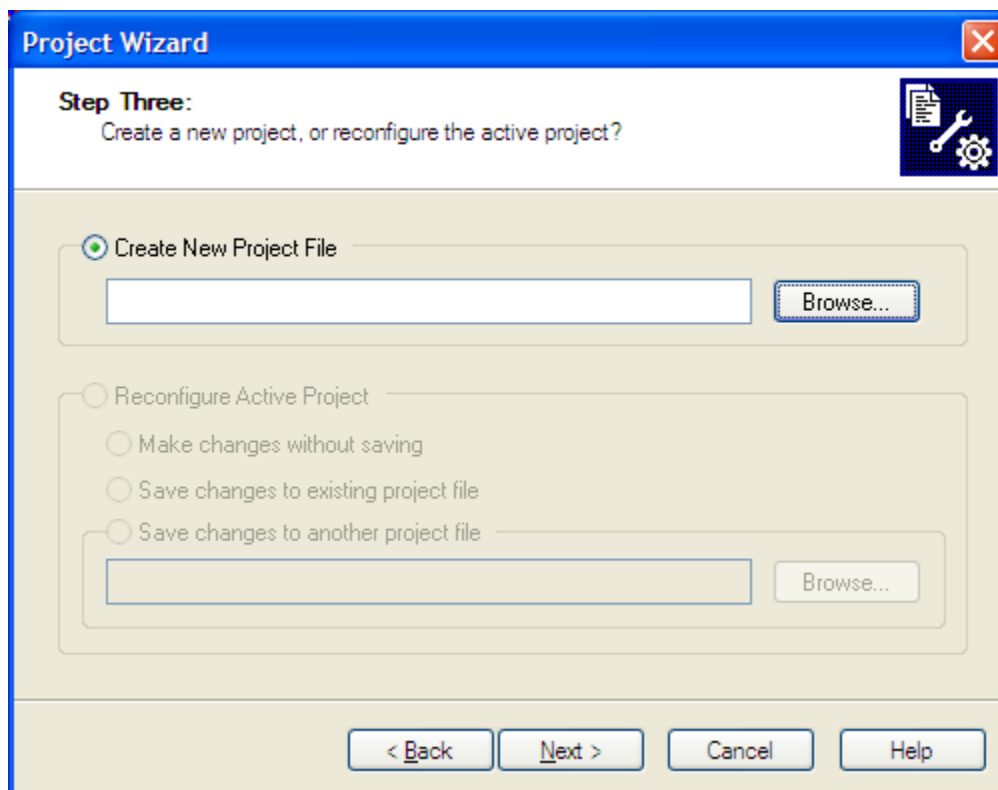 Project Wizard
Step Three:
Create a new project, or reconfigure the active project?
Create New Project File
Browse...
Reconfigure Active Project
Make changes without saving
Save changes to existing project file
Save changes to another project file
Browse...
< Back Next > Cancel Help